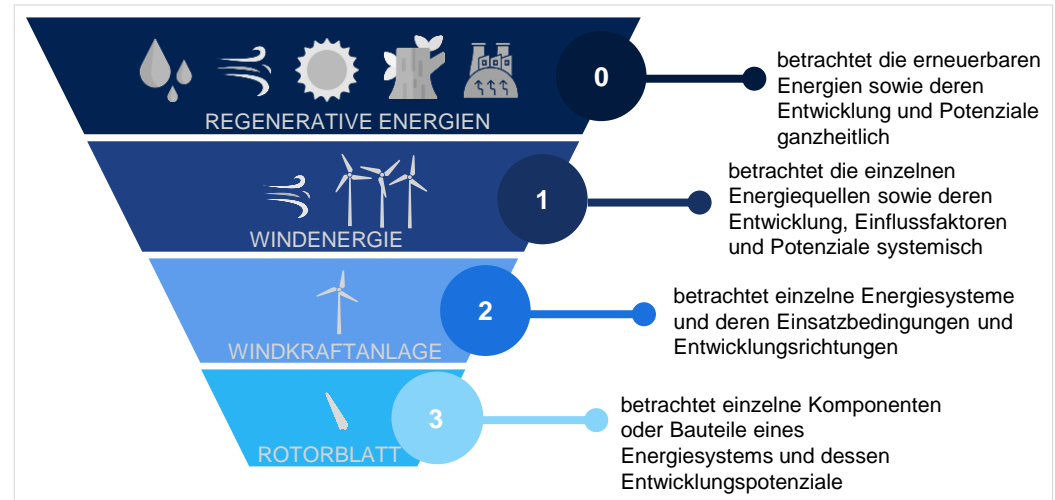 0
REGENERATIVE ENERGIEN
betrachtet die erneuerbaren
Energien sowie deren
Entwicklung und Potenziale
ganzheitlich
1
WINDENERGIE
betrachtet die einzelnen
Energiequellen sowie deren
Entwicklung, Einflussfaktoren
und Potenziale systemisch
2
WINDKRAFTANLAGE
betrachtet einzelne Energiesysteme
und deren Einsatzbedingungen und
Entwicklungsrichtungen
3
ROTORBLATT
betrachtet einzelne Komponenten
oder Bauteile eines
Energiesystems und dessen
Entwicklungspotenziale